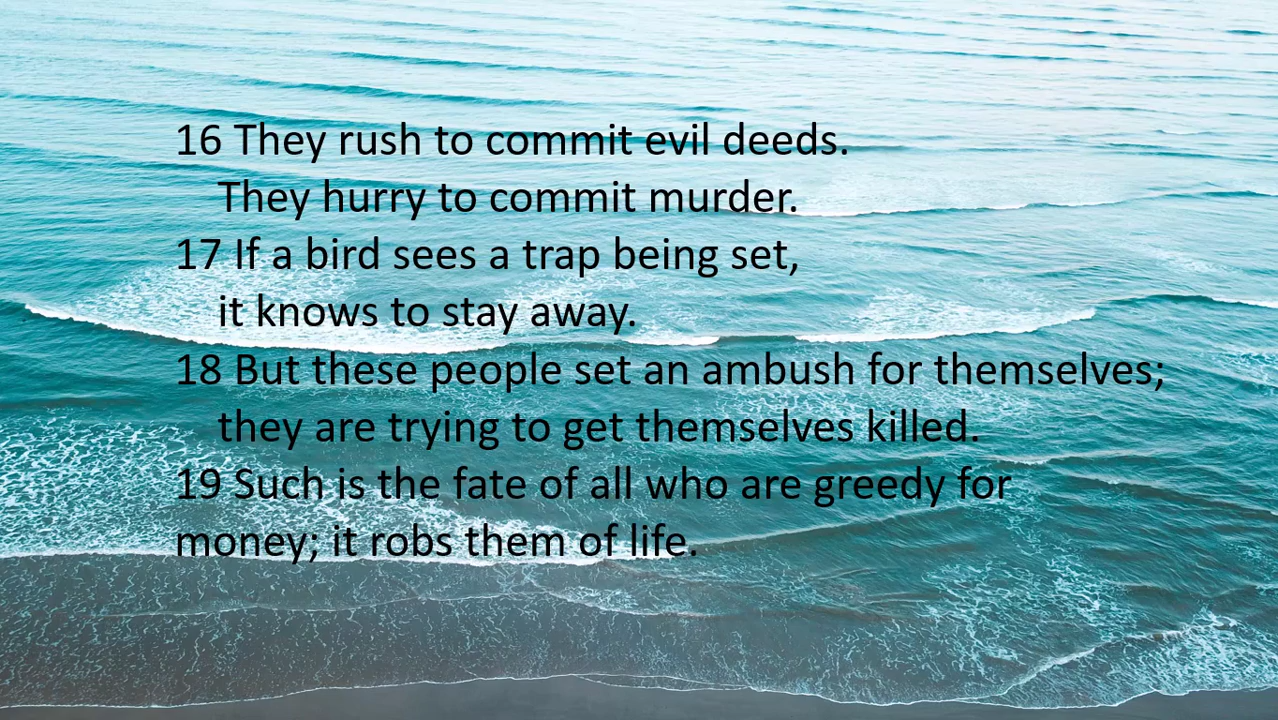 16 They rush to commit evil deeds.
They hurry to commit murder.
17 If a bird sees a trap being set,
it knows to stay away.
18 But these people set an ambush for themselves;
they are trying to get themselves killed.
19 Such is the fate of all who are greedy for
money; it robs them of life.